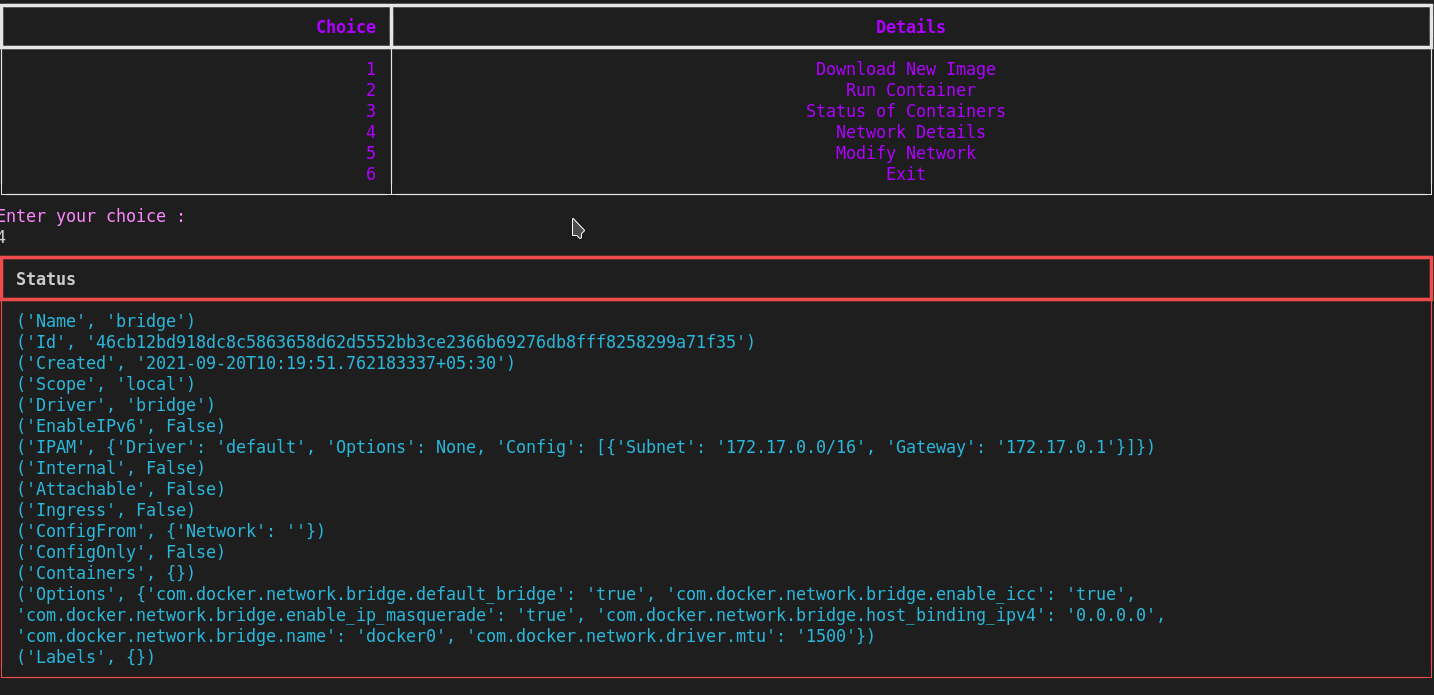 Choice Details
1 Download New Image
2 Run Container
3 Status of Containers
4 Network Details
5 Modify Network
6 Exit
Enter your choice :
4
Status
('Name', 'bridge')
('Id', '46cb12bd918dc8c5863658d62d5552bb3ce2366b69276db8fff8258299a71f35')
('Created', '2021-09-20T10:19:51.762183337+05:30')
('Scope', 'local')
('Driver', 'bridge')
('EnableIPv6', False)
('IPAM', {'Driver': 'default', 'Options': None, 'Config': [{'Subnet': '172.17.0.0/16', 'Gateway': '172.17.0.1'}]})
('Internal', False)
('Attachable', False)
('Ingress', False)
('ConfigFrom', {'Network': ''})
('ConfigOnly', False)
('Containers', {})
('Options', {'com.docker.network.bridge.default_bridge': 'true', 'com.docker.network.bridge.enable_icc': 'true',
'com.docker.network.bridge.enable_ip_masquerade': 'true', 'com.docker.network.bridge.host_binding_ipv4': '0.0.0.0',
'com.docker.network.bridge.name': 'docker0', 'com.docker.network.driver.mtu': '1500'})
('Labels', {})